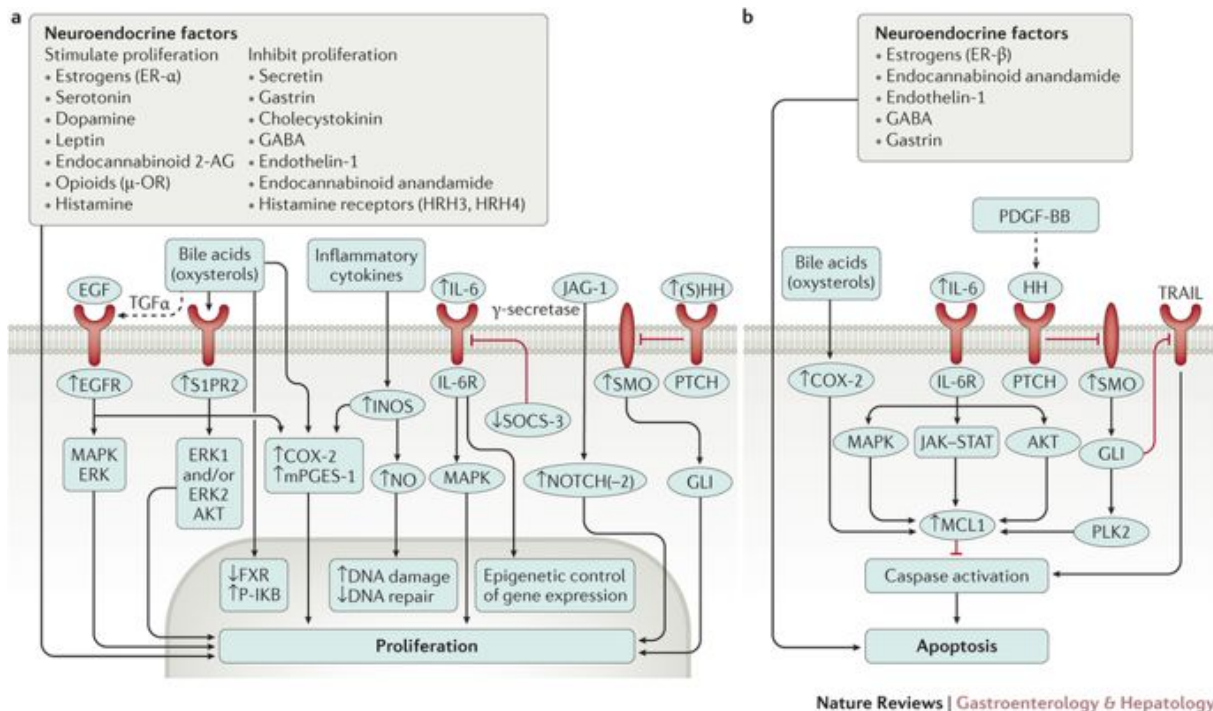 a
Neuroendocrine factors
Stimulate proliferation
• Estrogens (ER-α)
• Serotonin
• Dopamine
• Leptin
• Endocannabinoid 2-AG
• Opioids (μ-OR)
• Histamine
Inhibit proliferation
• Secretin
• Gastrin
• Cholecystokinin
• GABA
• Endothelin-1
• Endocannabinoid anandamide
• Histamine receptors (HRH3, HRH4)
EGF
TGFα
Bile acids
(oxysterols)
Inflammatory
cytokines
↑IL-6
JAG-1
γ-secretase
↑(S)HH
↑EGFR
↑S1PR2
IL-6R
↑SMO
PTCH
↑INOS
↓SOCS-3
MAPK
ERK
ERK1
and/or
ERK2
AKT
↑COX-2
↑mPGES-1
↑NO
MAPK
↑NOTCH(–2)
GLI
↓FXR
↑P-IKB
↑DNA damage
↓DNA repair
Epigenetic control
of gene expression
Proliferation
b
Neuroendocrine factors
• Estrogens (ER-β)
• Endocannabinoid anandamide
• Endothelin-1
• GABA
• Gastrin
PDGF-BB
Bile acids
(oxysterols)
↑IL-6
HH
TRAIL
↑COX-2
IL-6R
PTCH
↑SMO
MAPK
JAK–STAT
AKT
GLI
↑MCL1
PLK2
Caspase activation
Apoptosis
Nature Reviews | Gastroenterology & Hepatology